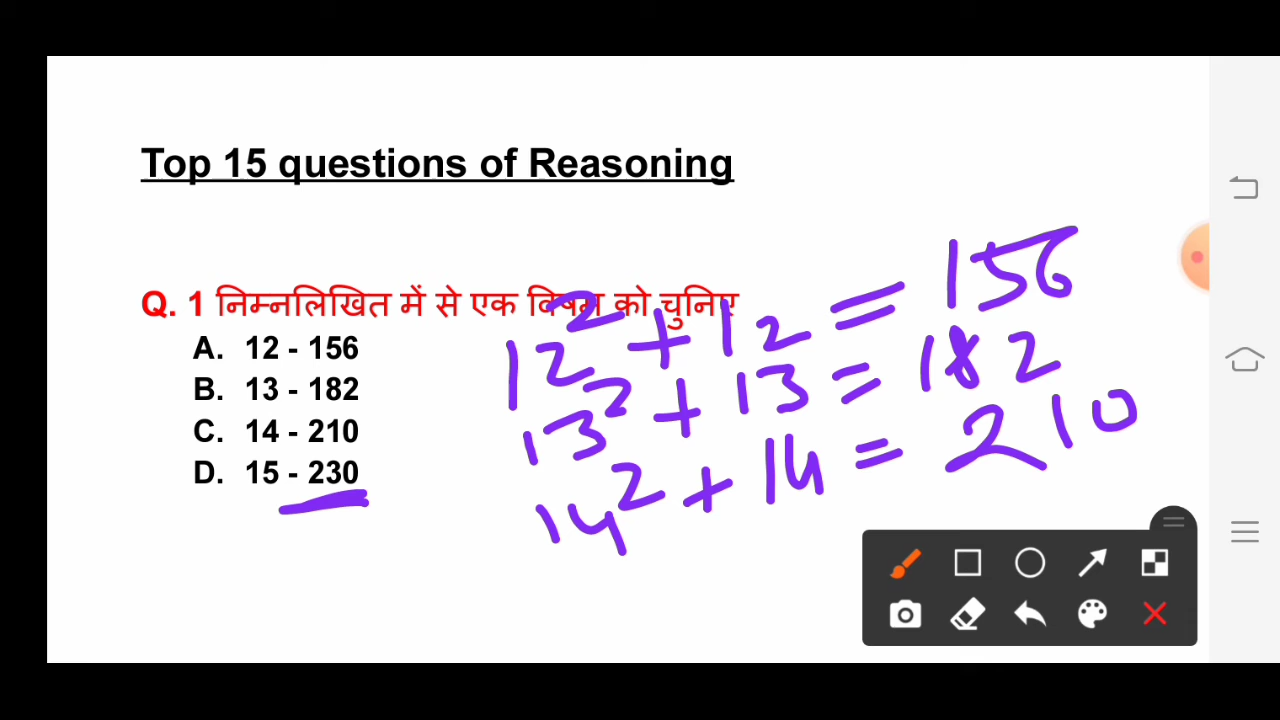 Top 15 questions of Reasoning
Q. 1 निम्नलिखित में से एक विषम को चुनिए
A. 12 - 156
B. 13 - 182
C. 14 - 210
D. 15 - 230
12² + 12 = 156
13² + 13 = 182
14² + 14 = 210